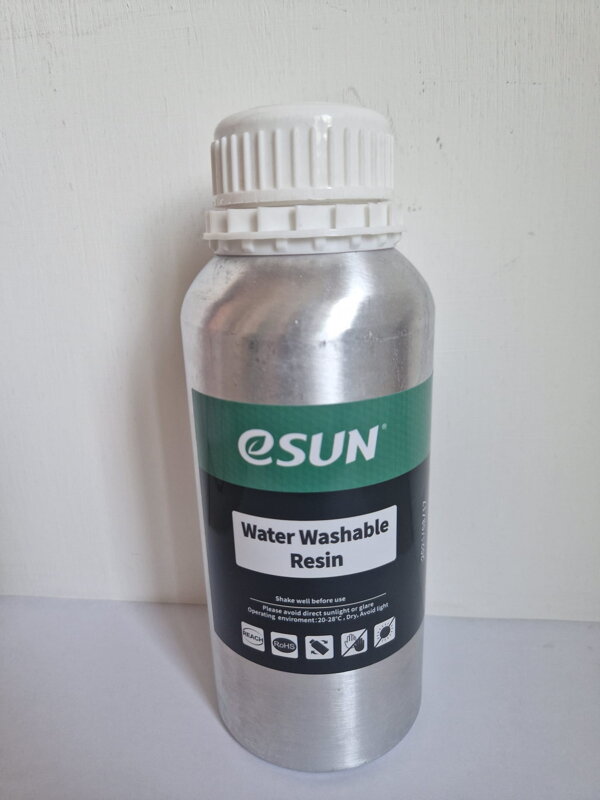 eSUN®
Water Washable
Resin
Shake well before use
Please avoid direct sunlight or glare
Operating enviroment:20-28°C , Dry, Avoid light
REACH
RoHS